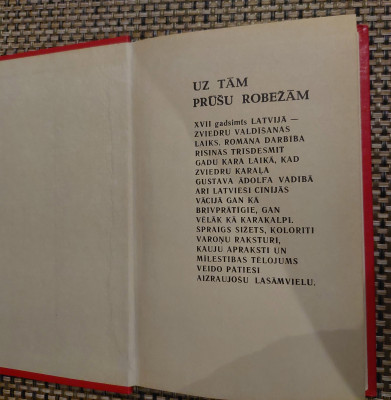 UZ TĀM
PRŪŠU ROBEŽĀM
XVII gadsimts LATVIJĀ —
ZVIEDRU VALDĪŠANAS
LAIKS. ROMĀNA DARBĪBA
RISINĀS TRĪSDESMIT
GADU KARA LAIKĀ, KAD
ZVIEDRU KARAĻA
GUSTAVA ĀDOLFA VADĪBĀ
ARĪ LATVIEŠI CĪNĪJĀS
VĀCIJĀ GAN KĀ
BRĪVPRĀTĪGIE, GAN
VĒLĀK KĀ KARAKALPI.
SPRAIGS SIŽETS, KOLORĪTI
VAROŅU RAKSTURI,
KAUJU APRAKSTI UN
MĪLESTĪBAS TĒLOJUMS
VEIDO PATIESI
AIZRAUJOŠU LASĀMVIELU.